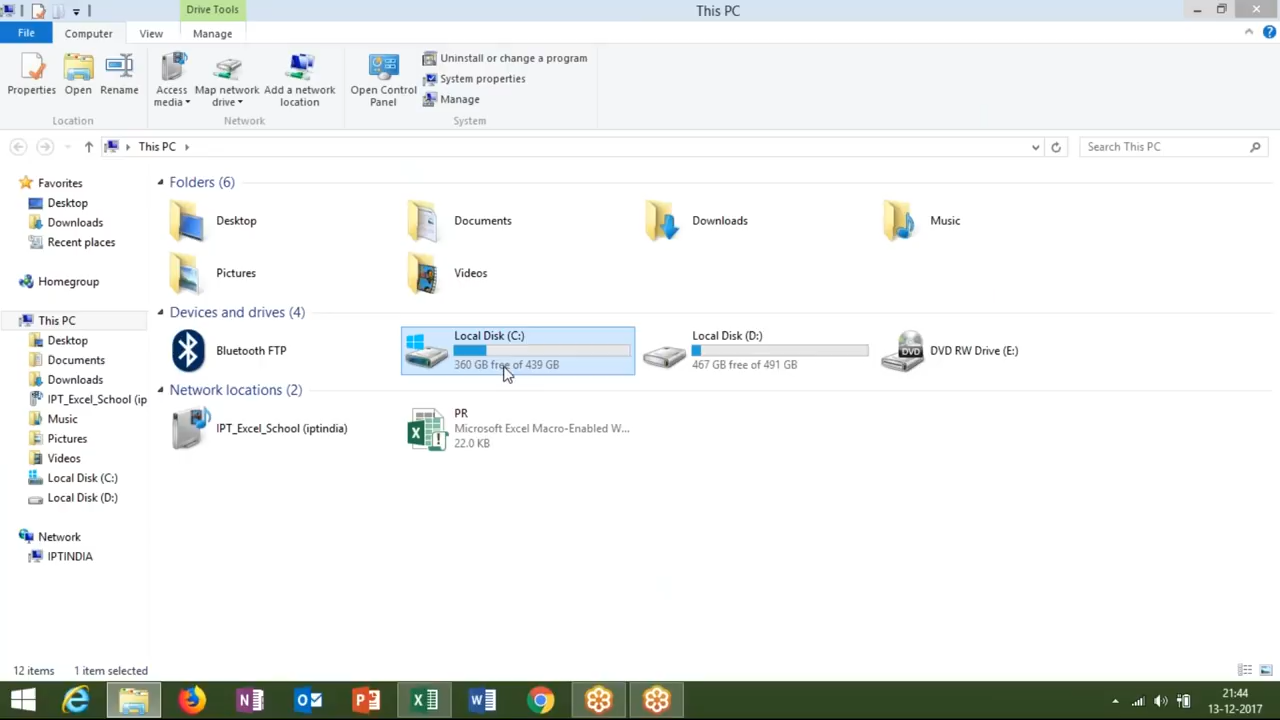 Drive Tools
This PC
File
Computer
View
Manage
Properties
Open
Rename
Access media
Map network drive
Add a network location
Open Control Panel
Uninstall or change a program
System properties
Manage
Location
Network
System
This PC
Search This PC
Favorites
Desktop
Downloads
Recent places
Homegroup
This PC
Desktop
Documents
Downloads
IPT_Excel_School (ip
Music
Pictures
Videos
Local Disk (C:)
Local Disk (D:)
Network
IPTINDIA
Folders (6)
Desktop
Documents
Downloads
Music
Pictures
Videos
Devices and drives (4)
Bluetooth FTP
Local Disk (C:)
360 GB free of 439 GB
Local Disk (D:)
467 GB free of 491 GB
DVD
DVD RW Drive (E:)
Network locations (2)
IPT_Excel_School (iptindia)
PR
Microsoft Excel Macro-Enabled W...
22.0 KB
12 items
1 item selected
21:44
13-12-2017